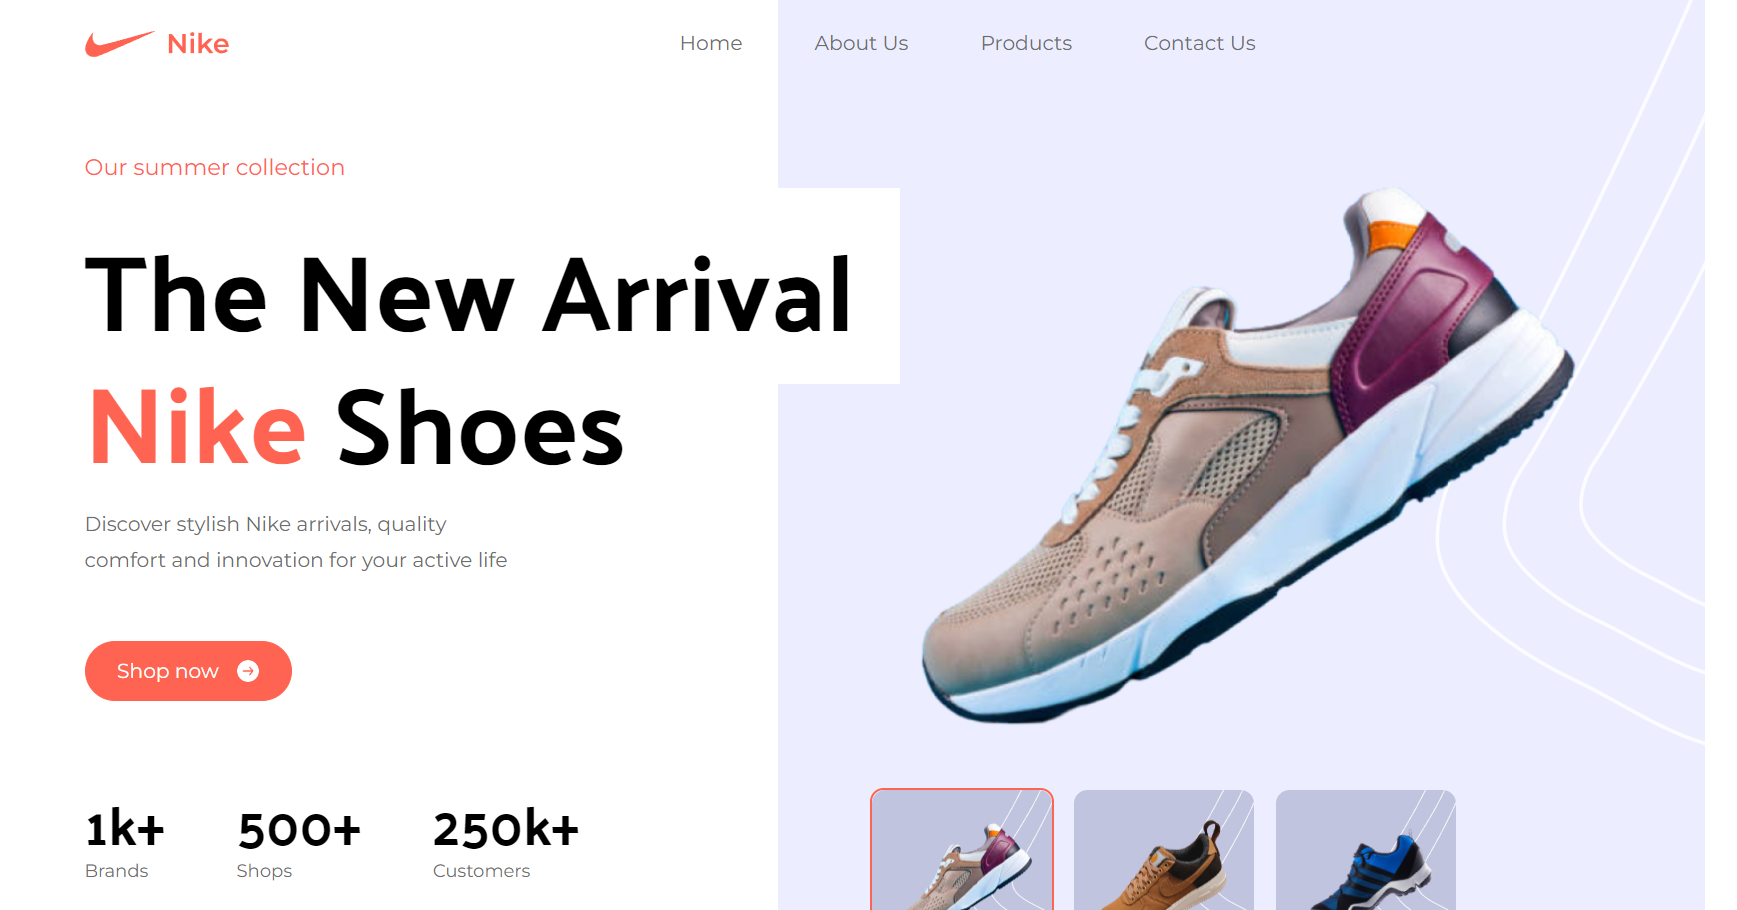 Nike
Home
About Us
Products
Contact Us
Our summer collection
The New Arrival
Nike Shoes
Discover stylish Nike arrivals, quality
comfort and innovation for your active life
Shop now
1k+
Brands
500+
Shops
250k+
Customers